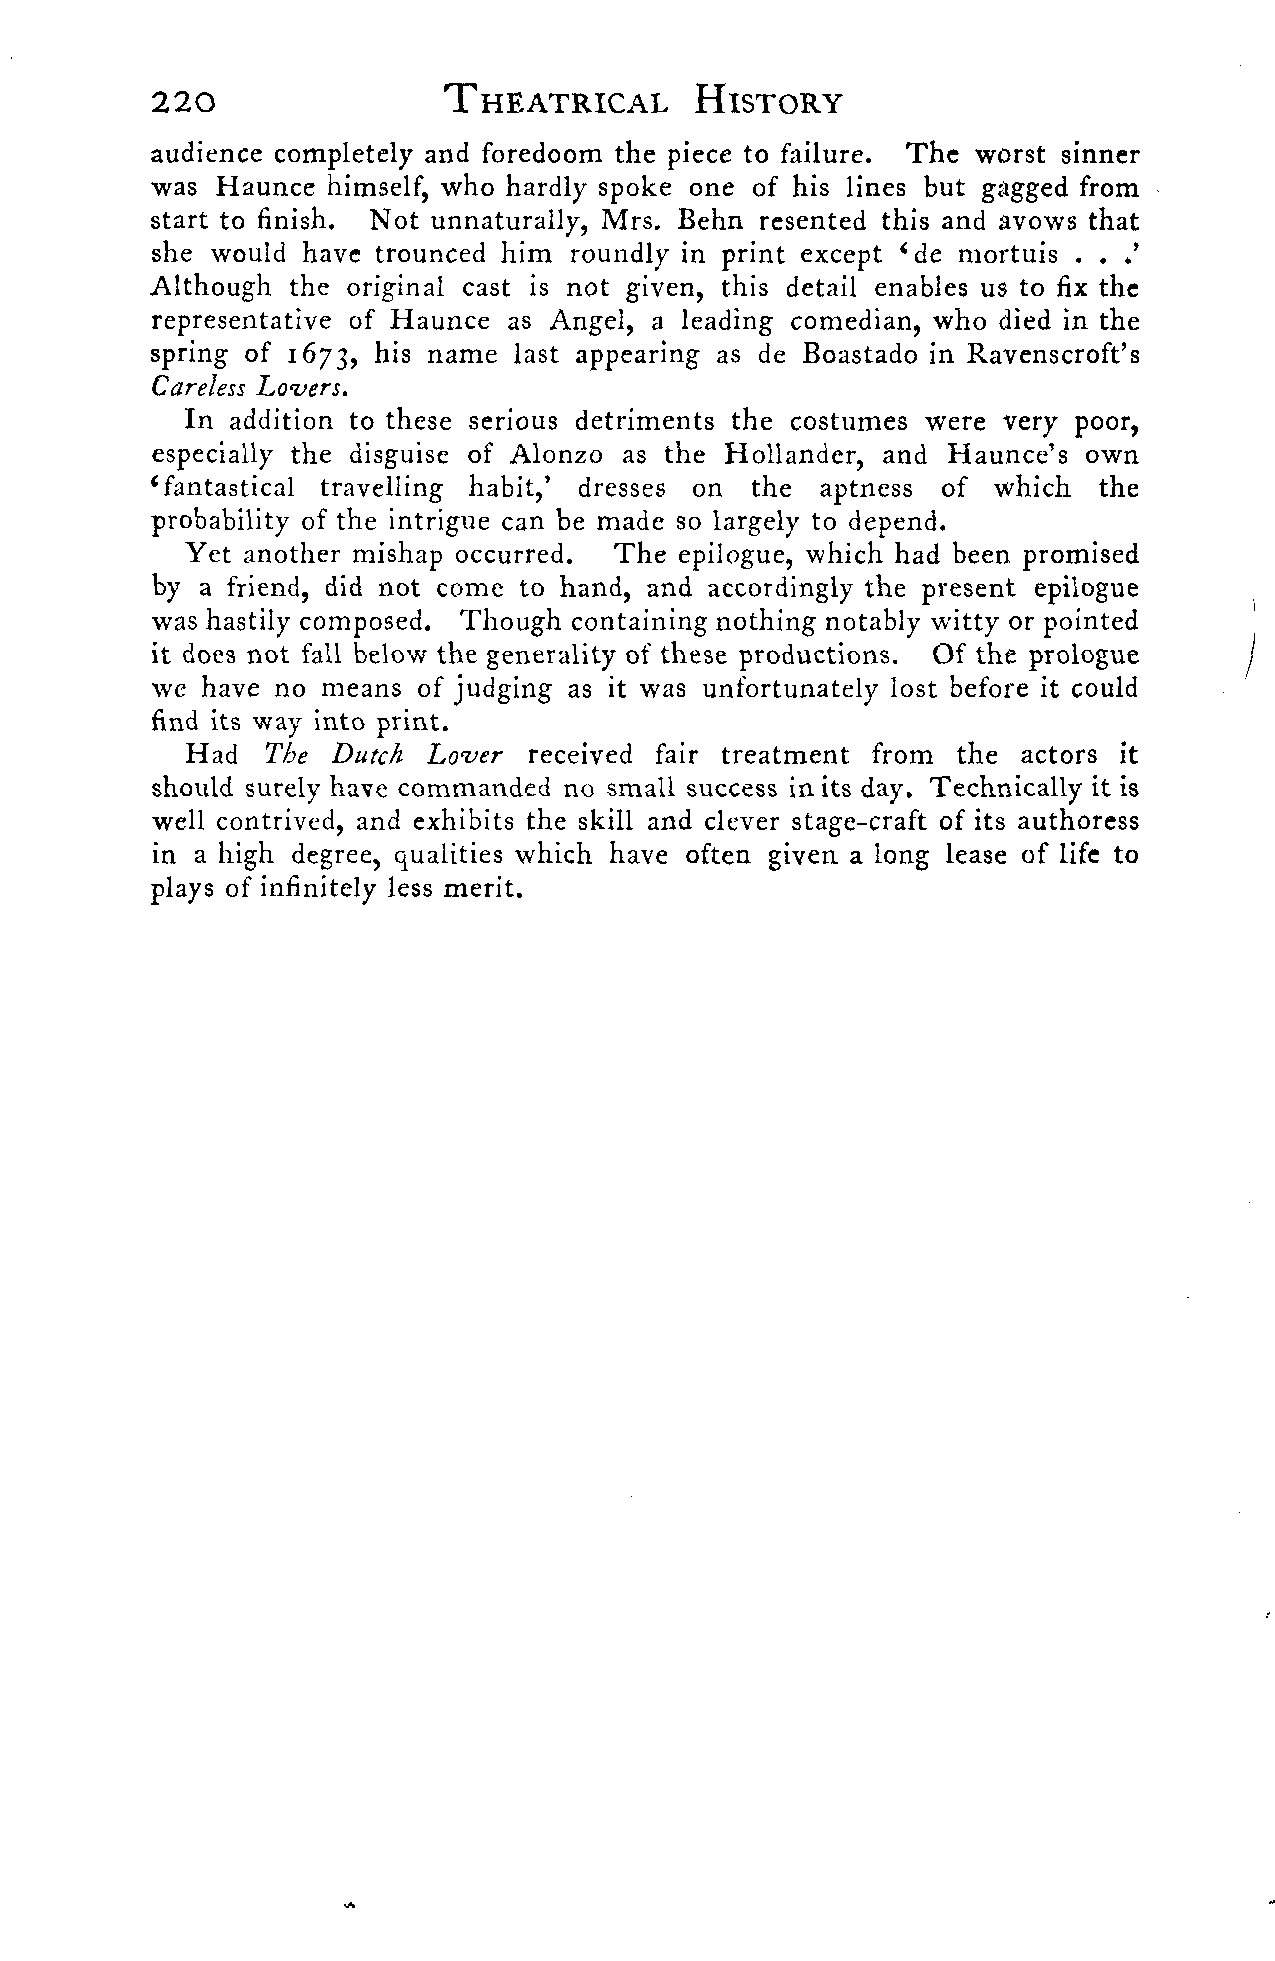 220 THEATRICAL HISTORY
audience completely and foredoom the piece to failure. The worst sinner
was Haunce himself, who hardly spoke one of his lines but gagged from
start to finish. Not unnaturally, Mrs. Behn resented this and avows that
she would have trounced him roundly in print except ‘de mortuis . . .’
Although the original cast is not given, this detail enables us to fix the
representative of Haunce as Angel, a leading comedian, who died in the
spring of 1673, his name last appearing as de Boastado in Ravenscroft’s
Careless Lovers.
In addition to these serious detriments the costumes were very poor,
especially the disguise of Alonzo as the Hollander, and Haunce’s own
‘fantastical travelling habit,’ dresses on the aptness of which the
probability of the intrigue can be made so largely to depend.
Yet another mishap occurred. The epilogue, which had been promised
by a friend, did not come to hand, and accordingly the present epilogue
was hastily composed. Though containing nothing notably witty or pointed
it does not fall below the generality of these productions. Of the prologue
we have no means of judging as it was unfortunately lost before it could
find its way into print.
Had The Dutch Lover received fair treatment from the actors it
should surely have commanded no small success in its day. Technically it is
well contrived, and exhibits the skill and clever stage-craft of its authoress
in a high degree, qualities which have often given a long lease of life to
plays of infinitely less merit.